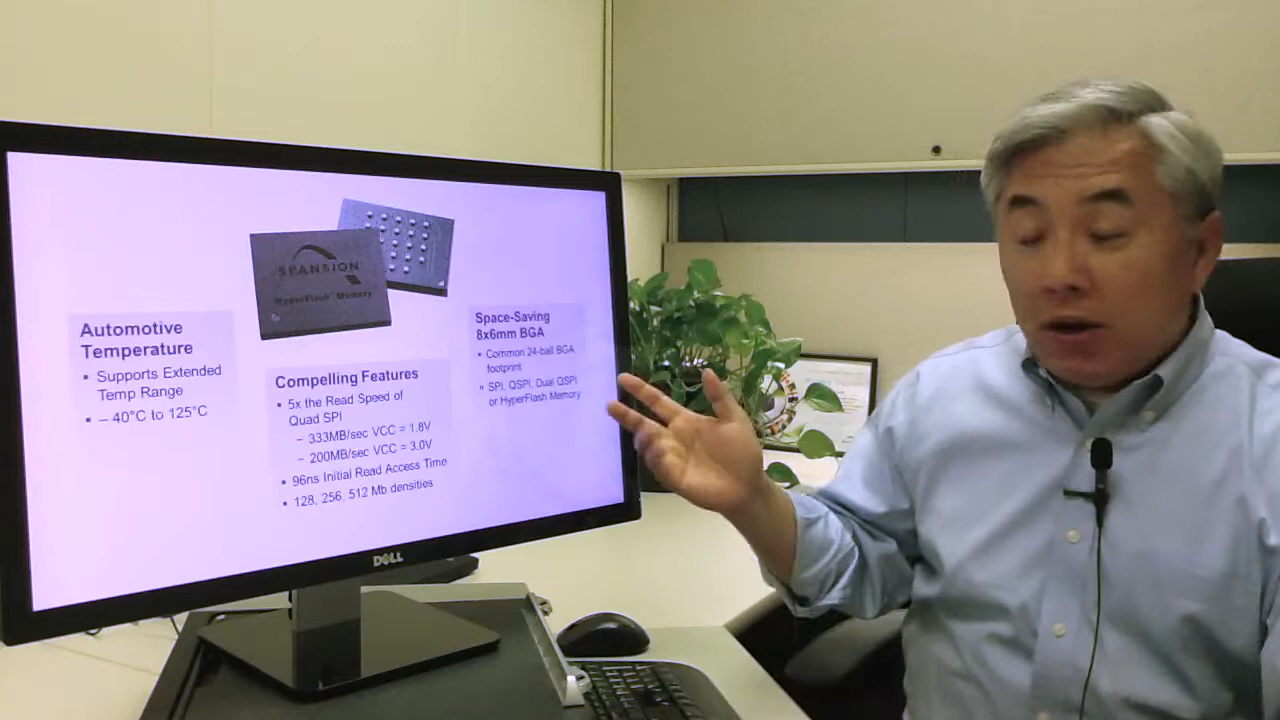 SPANSION
HyperFlash™ Memory
Automotive
Temperature
• Supports Extended
Temp Range
• – 40°C to 125°C
Compelling Features
• 5x the Read Speed of
Quad SPI
– 333MB/sec VCC = 1.8V
– 200MB/sec VCC = 3.0V
• 96ns Initial Read Access Time
• 128, 256, 512 Mb densities
Space-Saving
8x6mm BGA
• Common 24-ball BGA
footprint
• SPI, QSPI, Dual QSPI
or HyperFlash Memory
DELL